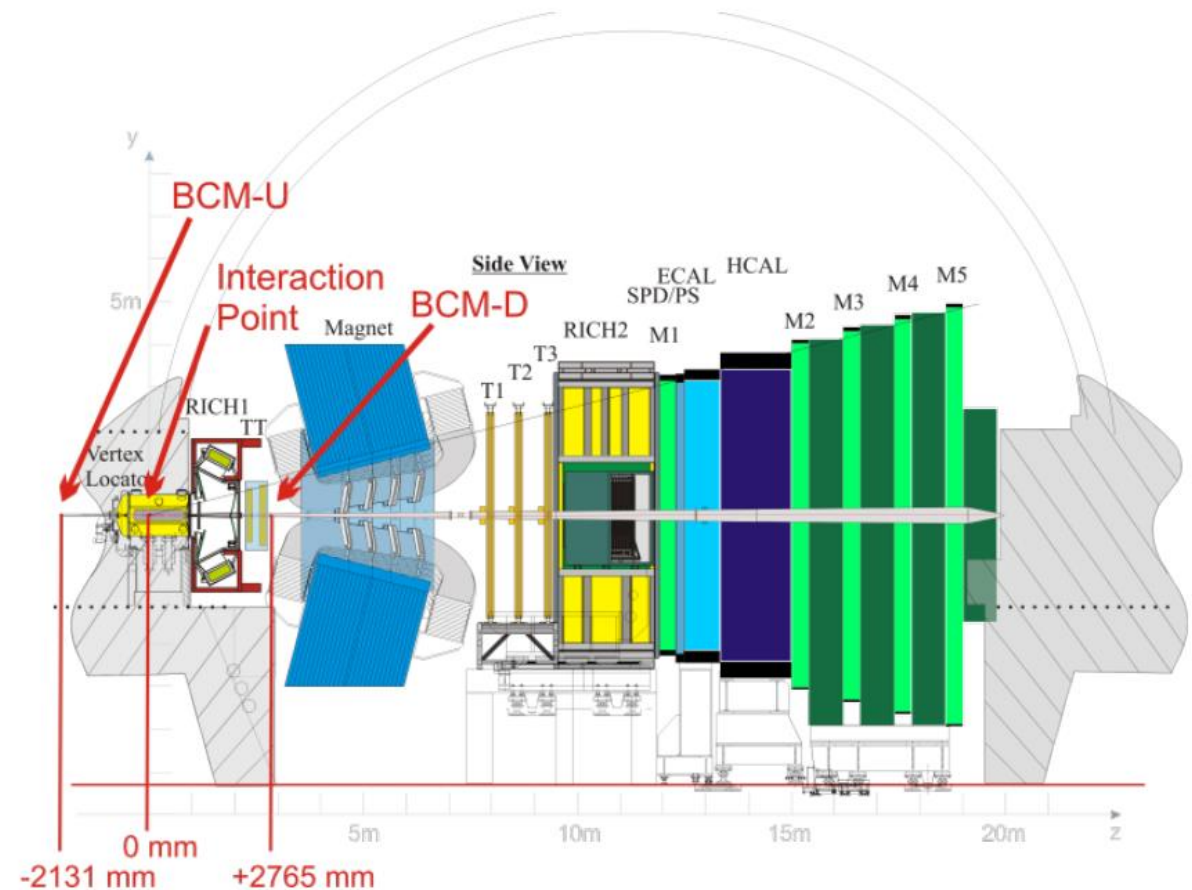 y
BCM-U
Interaction
Point
5m
Side View
BCM-D
Magnet
HCAL
ECAL
SPD/PS
RICH2
M1
M2
M3
M4
M5
T1
T2
T3
RICH1
TT
Vertex
Locato
5m
10m
15m
20m
z
0 mm
-2131 mm
+2765 mm